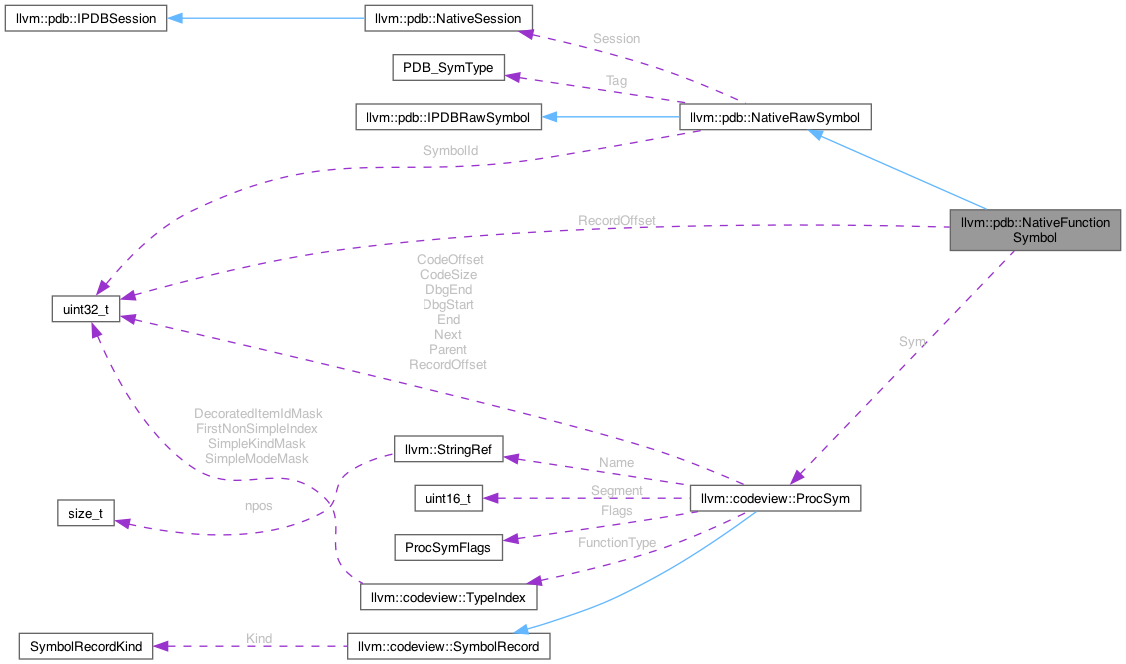 llvm::pdb::IPDBSession
llvm::pdb::NativeSession
Session
PDB_SymType
Tag
llvm::pdb::IPDBRawSymbol
llvm::pdb::NativeRawSymbol
SymbolId
llvm::pdb::NativeFunction
Symbol
RecordOffset
CodeOffset
CodeSize
DbgEnd
DbgStart
End
Next
Parent
RecordOffset
uint32_t
Sym
DecoratedItemIdMask
FirstNonSimpleIndex
SimpleKindMask
SimpleModeMask
llvm::StringRef
Name
uint16_t
Segment
llvm::codeview::ProcSym
size_t
npos
Flags
ProcSymFlags
FunctionType
llvm::codeview::TypeIndex
SymbolRecordKind
Kind
llvm::codeview::SymbolRecord